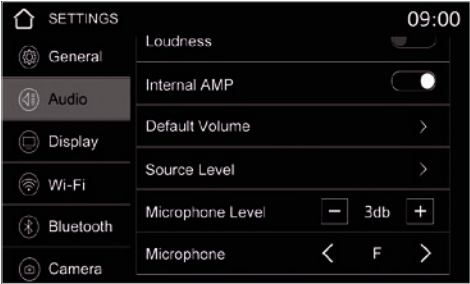 SETTINGS 09:00
General
Audio
Display
Wi-Fi
Bluetooth
Camera
Loudness
Internal AMP
Default Volume >
Source Level >
Microphone Level − 3db +
Microphone < F >